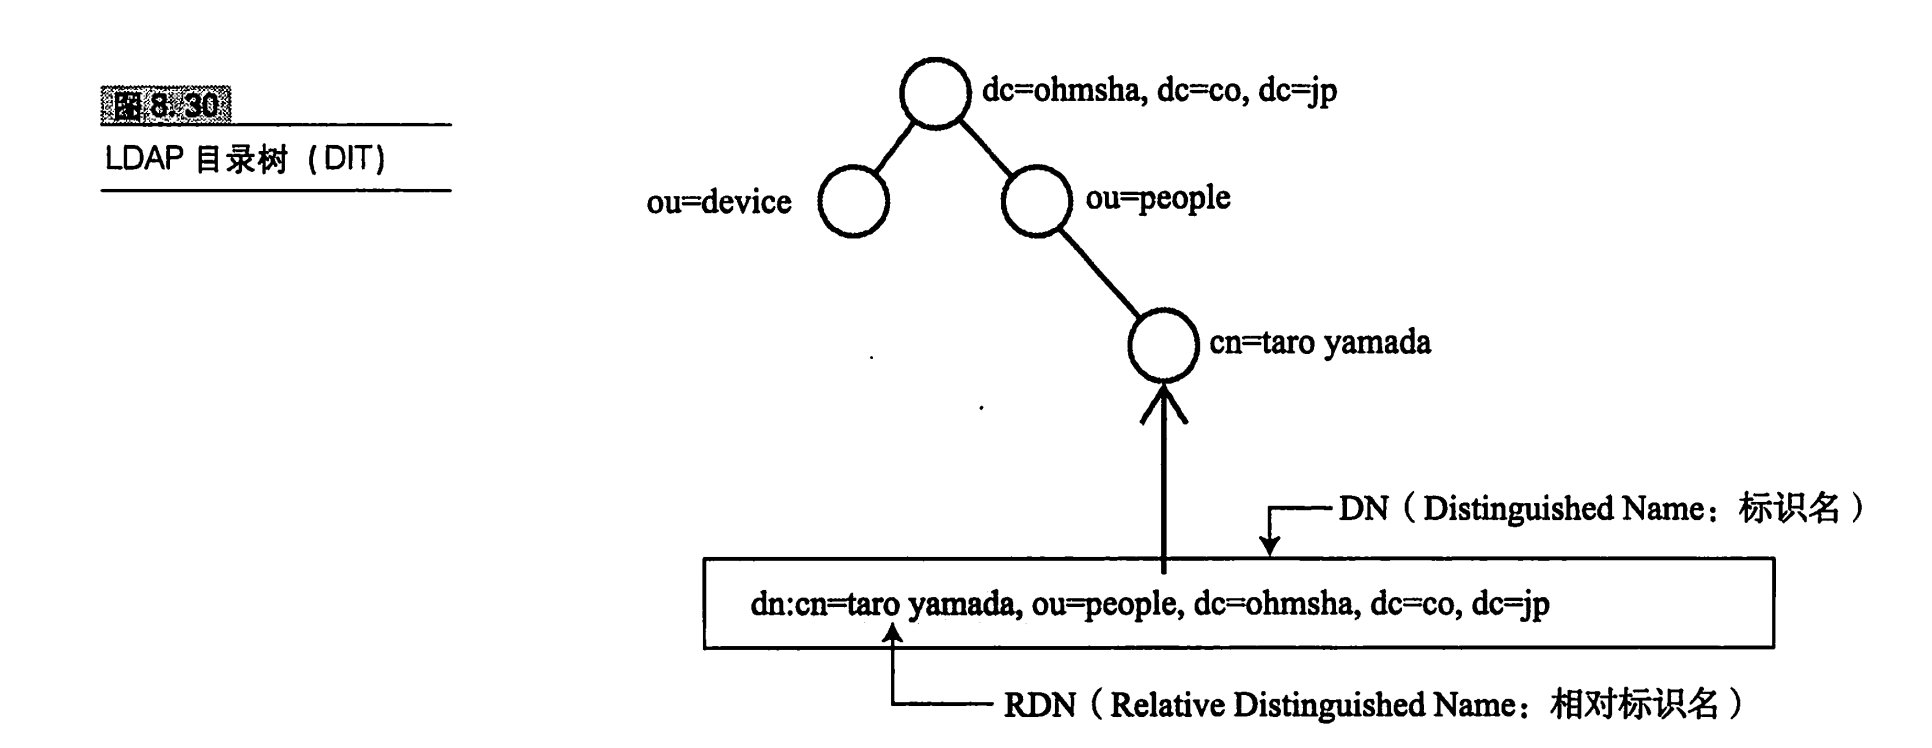 图 8.30
LDAP 目录树（DIT）
dc=ohmsha, dc=co, dc=jp
ou=device
ou=people
cn=taro yamada
DN（Distinguished Name：标识名）
dn:cn=taro yamada, ou=people, dc=ohmsha, dc=co, dc=jp
RDN（Relative Distinguished Name：相对标识名）